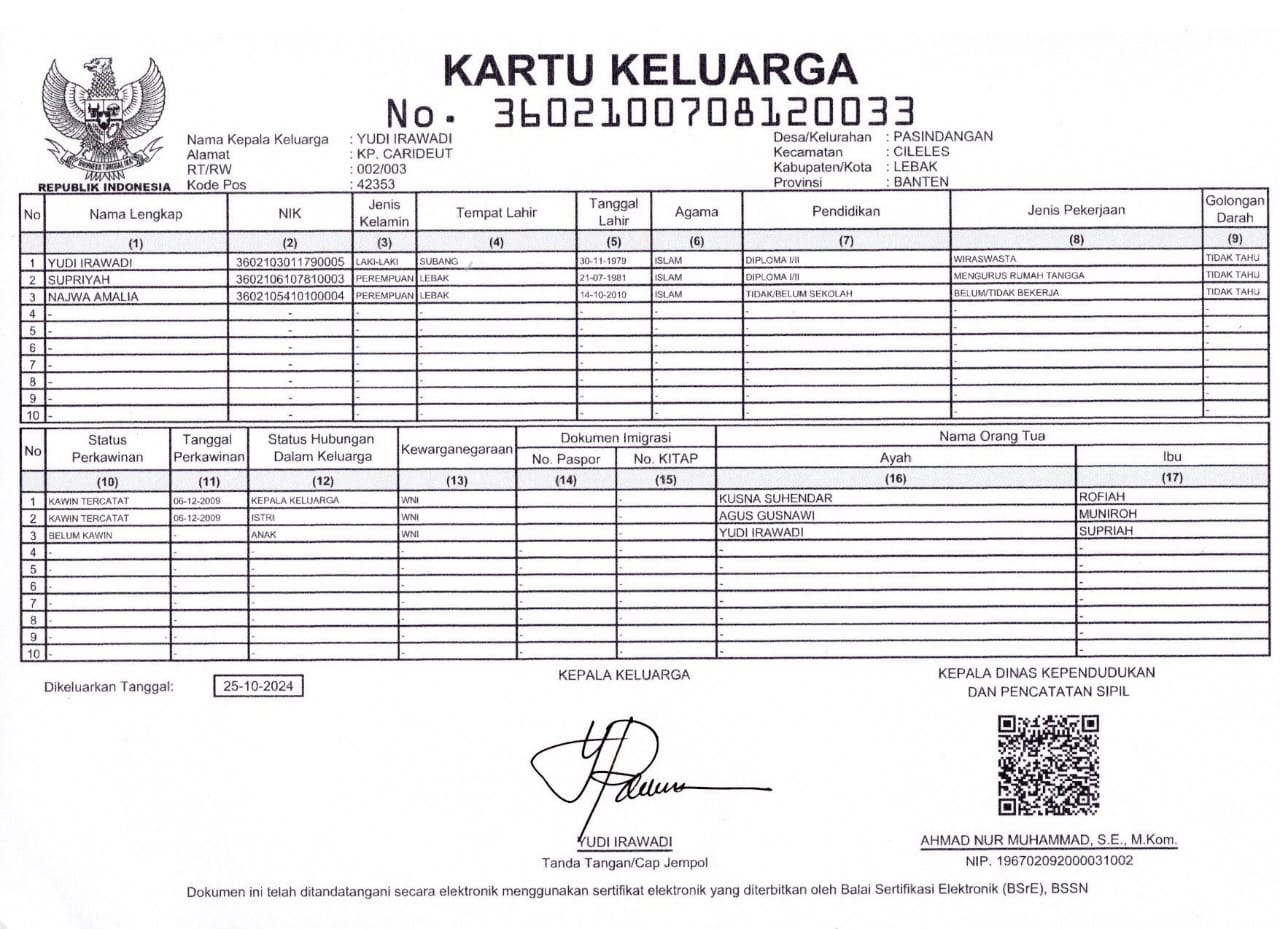 KARTU KELUARGA
No. 3602100708120033
Nama Kepala Keluarga : YUDI IRAWADI
Alamat : KP. CARIDEUT
RT/RW : 002/003
Kode Pos : 42353
Desa/Kelurahan : PASINDANGAN
Kecamatan : CILELES
Kabupaten/Kota : LEBAK
Provinsi : BANTEN
REPUBLIK INDONESIA
No Nama Lengkap NIK Jenis Kelamin Tempat Lahir Tanggal Lahir Agama Pendidikan Jenis Pekerjaan Golongan Darah
(1) (2) (3) (4) (5) (6) (7) (8) (9)
1 YUDI IRAWADI 3602103011790005 LAKI-LAKI SUBANG 30-11-1979 ISLAM DIPLOMA I/II WIRASWASTA TIDAK TAHU
2 SUPRIYAH 3602106107810003 PEREMPUAN LEBAK 21-07-1981 ISLAM DIPLOMA I/II MENGURUS RUMAH TANGGA TIDAK TAHU
3 NAJWA AMALIA 3602105410100004 PEREMPUAN LEBAK 14-10-2010 ISLAM TIDAK/BELUM SEKOLAH BELUM/TIDAK BEKERJA TIDAK TAHU
4 - - - - - - - - -
5 - - - - - - - - -
6 - - - - - - - - -
7 - - - - - - - - -
8 - - - - - - - - -
9 - - - - - - - - -
10 - - - - - - - - -
No Status Perkawinan Tanggal Perkawinan Status Hubungan Dalam Keluarga Kewarganegaraan Dokumen Imigrasi Nama Orang Tua
No. Paspor No. KITAP Ayah Ibu
(10) (11) (12) (13) (14) (15) (16) (17)
1 KAWIN TERCATAT 06-12-2009 KEPALA KELUARGA WNI - KUSNA SUHENDAR ROFIAH
2 KAWIN TERCATAT 06-12-2009 ISTRI WNI - AGUS GUSNAWI MUNIROH
3 BELUM KAWIN - ANAK WNI - YUDI IRAWADI SUPRIAH
4 - - - - - - - -
5 - - - - - - - -
6 - - - - - - - -
7 - - - - - - - -
8 - - - - - - - -
9 - - - - - - - -
10 - - - - - - - -
Dikeluarkan Tanggal: 25-10-2024
KEPALA KELUARGA
YUDI IRAWADI
Tanda Tangan/Cap Jempol
KEPALA DINAS KEPENDUDUKAN
DAN PENCATATAN SIPIL
AHMAD NUR MUHAMMAD, S.E., M.Kom.
NIP. 196702092000031002
Dokumen ini telah ditandatangani secara elektronik menggunakan sertifikat elektronik yang diterbitkan oleh Balai Sertifikasi Elektronik (BSrE), BSSN